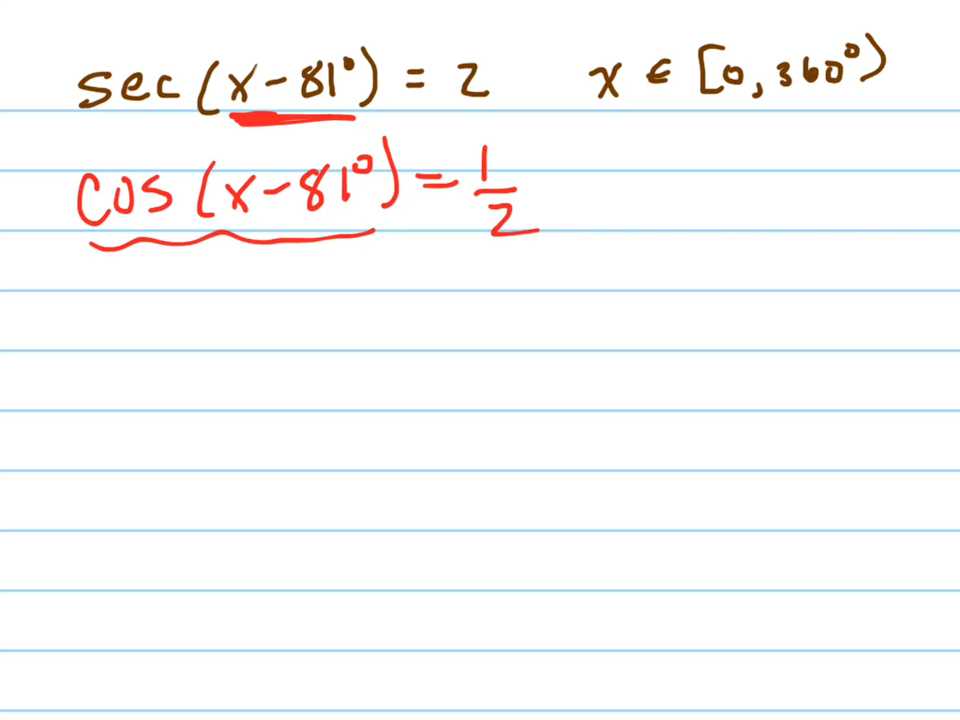 sec (x - 81°) = 2 x ∈ [0, 360°)
cos (x - 81°) = 1/2